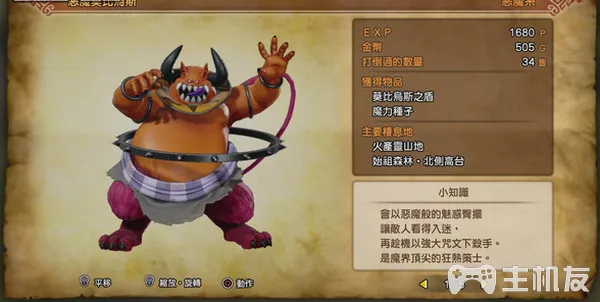 惡魔莫比烏斯
惡魔系
EXP 1680 P
金幣 505 G
打倒過的數量 34 隻
獲得物品
莫比烏斯之盾
魔力種子
主要棲息地
火產靈山地
始祖森林・北側高台
小知識
會以惡魔般的魅惑臀擺
讓敵人看得入迷，
再趁機以強大咒文下殺手。
是魔界頂尖的狂熱策士。
平移 縮放・旋轉 動作
主机友